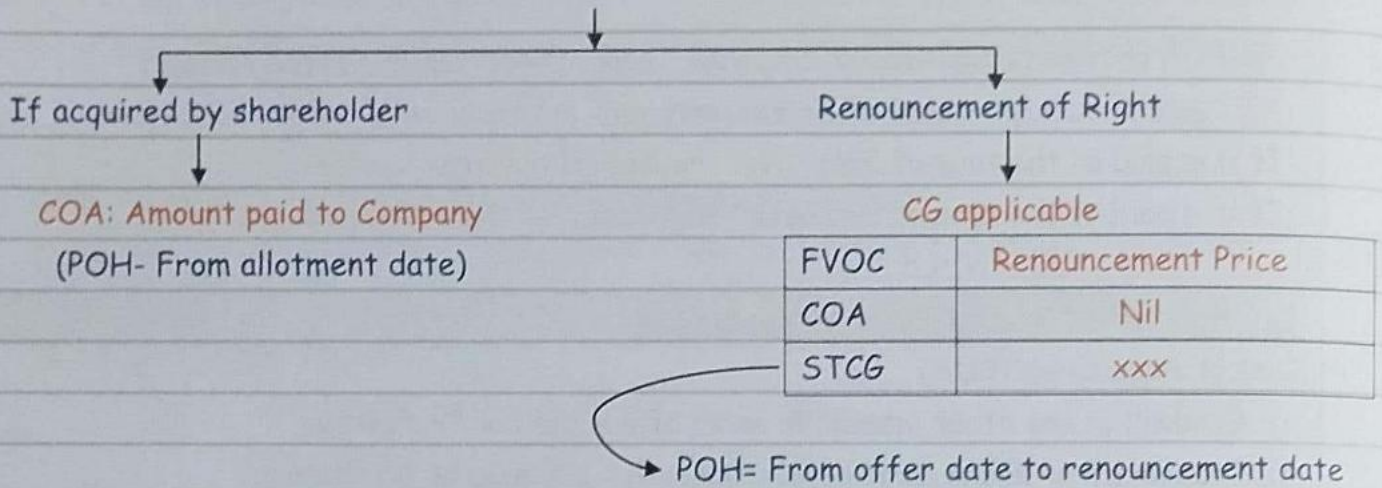 If acquired by shareholder
Renouncement of Right
COA: Amount paid to Company
(POH- From allotment date)
CG applicable
FVOC Renouncement Price
COA Nil
STCG xxx
POH= From offer date to renouncement date